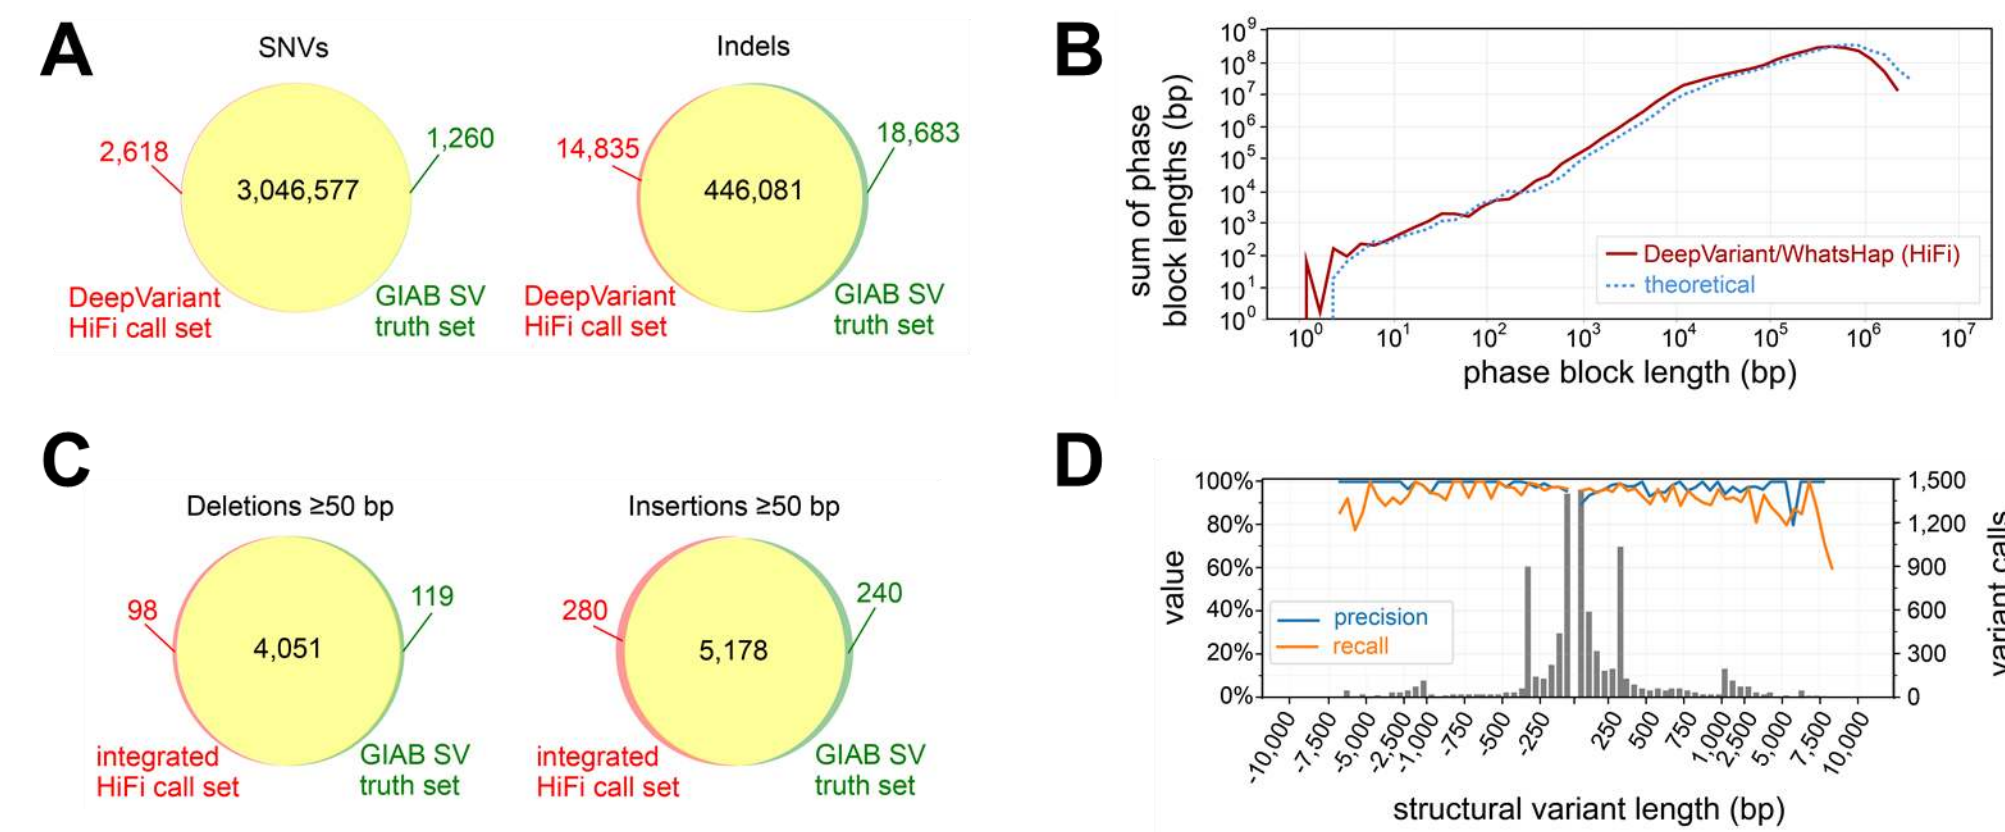 A
SNVs
Indels
2,618
1,260
3,046,577
DeepVariant
HiFi call set
GIAB SV
truth set
14,835
18,683
446,081
DeepVariant
HiFi call set
GIAB SV
truth set
B
sum of phase
block lengths (bp)
10⁹
10⁸
10⁷
10⁶
10⁵
10⁴
10³
10²
10¹
10⁰
DeepVariant/WhatsHap (HiFi)
theoretical
10⁰ 10¹ 10² 10³ 10⁴ 10⁵ 10⁶ 10⁷
phase block length (bp)
C
Deletions ≥50 bp
Insertions ≥50 bp
98
119
4,051
integrated
HiFi call set
GIAB SV
truth set
280
240
5,178
integrated
HiFi call set
GIAB SV
truth set
D
value
100%
80%
60%
40%
20%
0%
precision
recall
1,500
1,200
900
600
300
0
variant calls
-10,000 -7,500 -5,000 -2,500 -1,000 -750 -500 -250 250 500 750 1,000 2,500 5,000 7,500 10,000
structural variant length (bp)